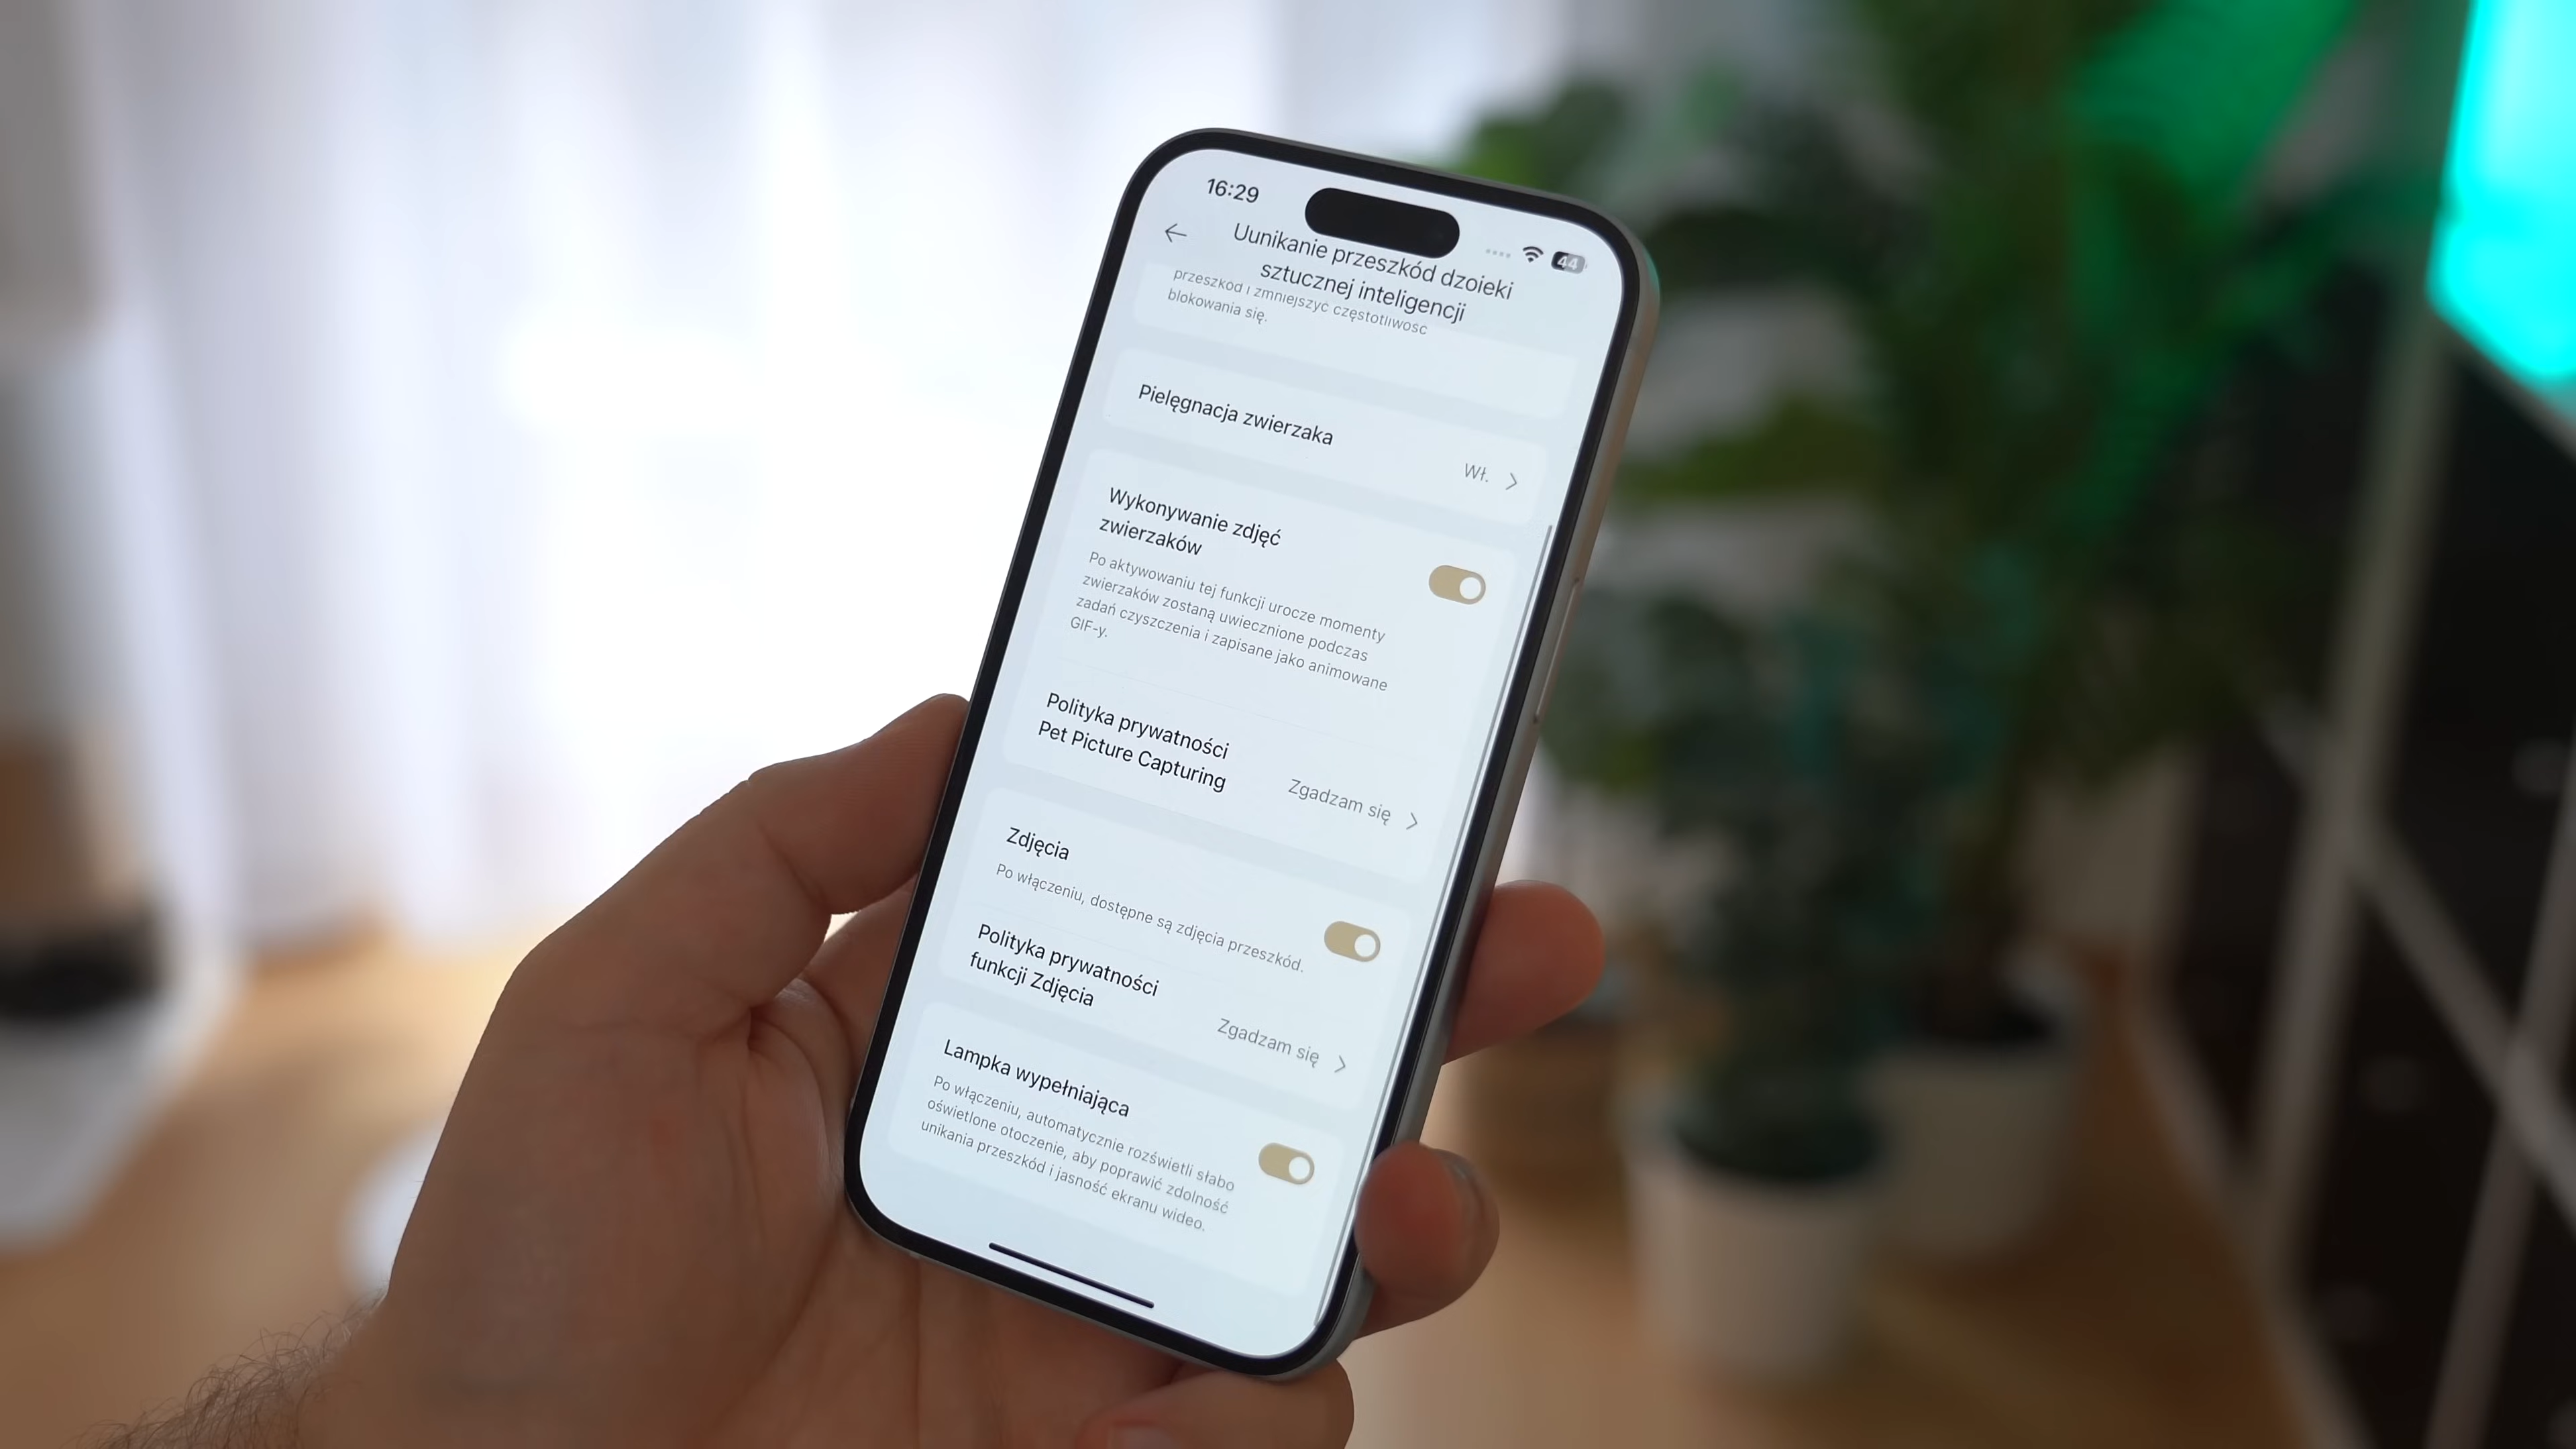 16:29
44
Uunikanie przeszkód dzoieki
sztucznej inteligencji
przeszkód i zmniejszyć częstotliwość
blokowania się.
Pielęgnacja zwierzaka
Wł.
Wykonywanie zdjęć
zwierzaków
Po aktywowaniu tej funkcji urocze momenty
zwierzaków zostaną uwiecznione podczas
zadań czyszczenia i zapisane jako animowane
GIF-y.
Polityka prywatności
Pet Picture Capturing
Zgadzam się
Zdjęcia
Po włączeniu, dostępne są zdjęcia przeszkód.
Polityka prywatności
funkcji Zdjęcia
Zgadzam się
Lampka wypełniająca
Po włączeniu, automatycznie rozświetli słabo
oświetlone otoczenie, aby poprawić zdolność
unikania przeszkód i jasność ekranu wideo.